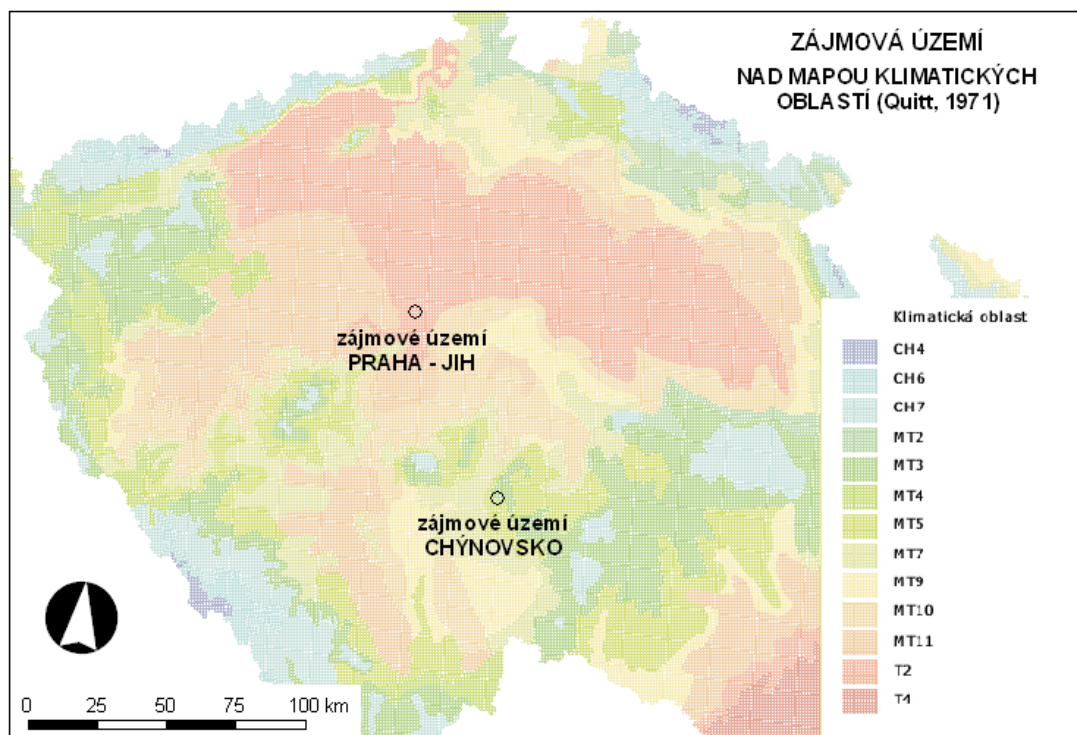 ZÁJMOVÁ ÚZEMÍ
NAD MAPOU KLIMATICKÝCH
OBLASTÍ (Quitt, 1971)
zájmové území
PRAHA - JIH
zájmové území
CHÝNOVSKO
Klimatická oblast
CH4
CH6
CH7
MT2
MT3
MT4
MT5
MT7
MT9
MT10
MT11
T2
T4
0 25 50 75 100 km